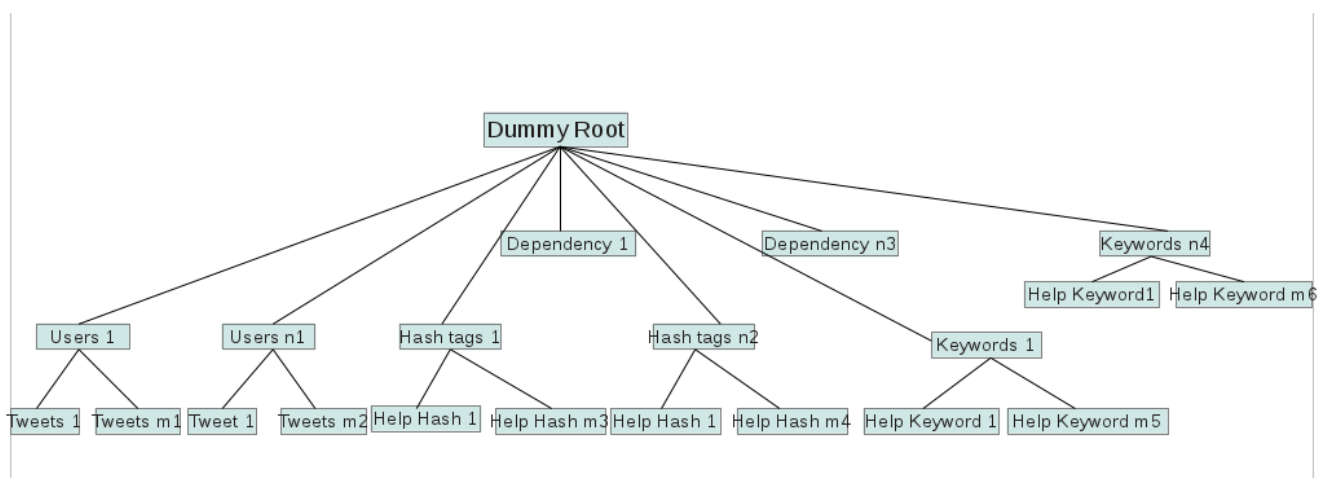 Dummy Root
Dependency 1
Dependency n3
Keywords n4
Help Keyword1
Help Keyword m6
Users 1
Users n1
Hash tags 1
Hash tags n2
Keywords 1
Tweets 1
Tweets m1
Tweet 1
Tweets m2
Help Hash 1
Help Hash m3
Help Hash 1
Help Hash m4
Help Keyword 1
Help Keyword m5